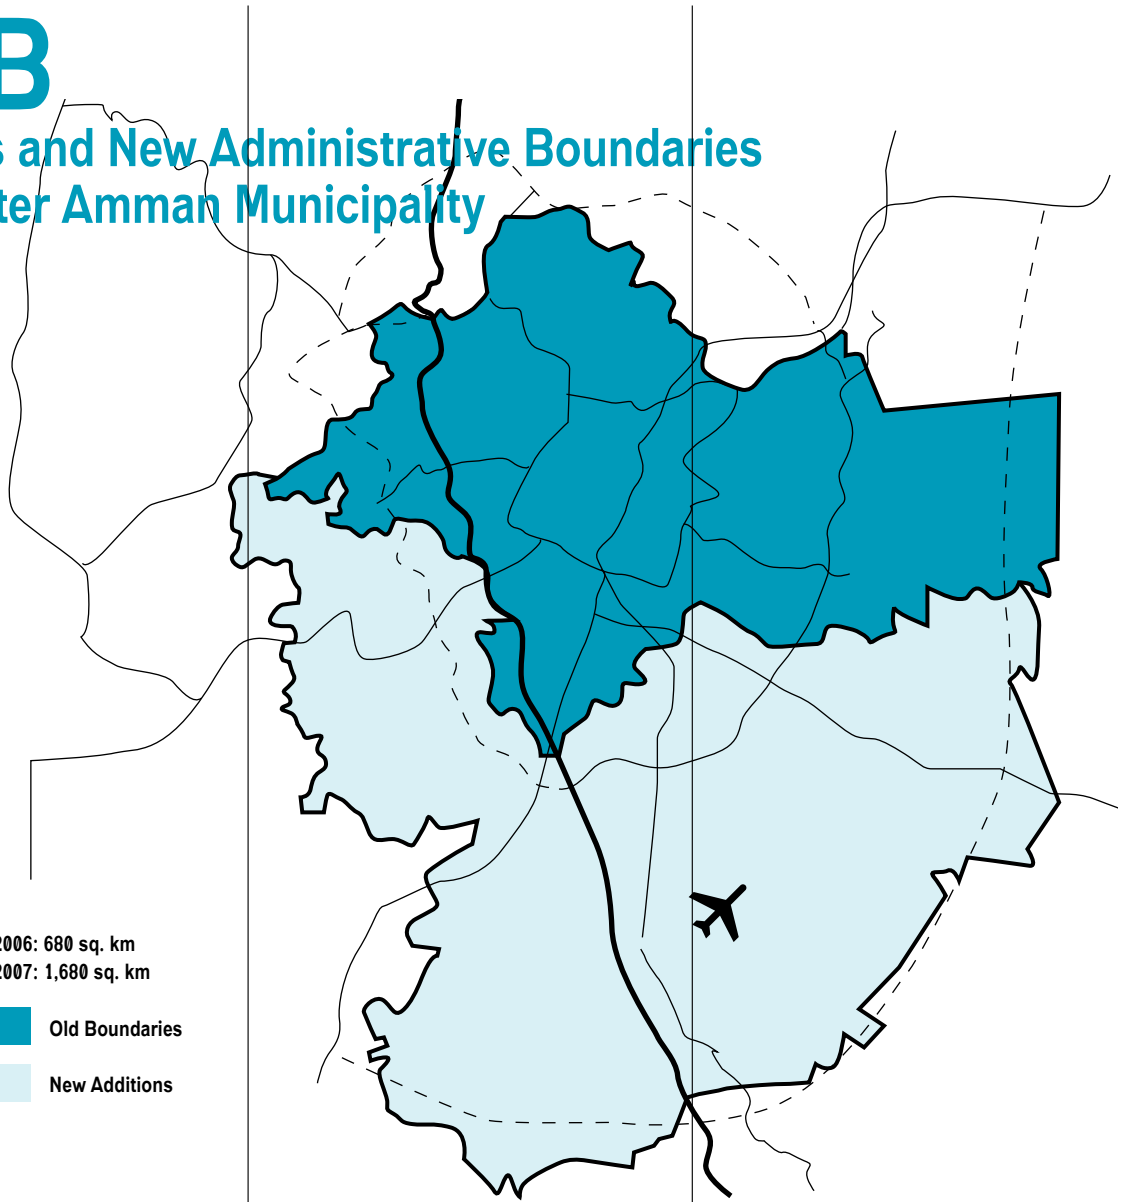 B
s and New Administrative Boundaries
ter Amman Municipality
2006: 680 sq. km
2007: 1,680 sq. km
Old Boundaries
New Additions